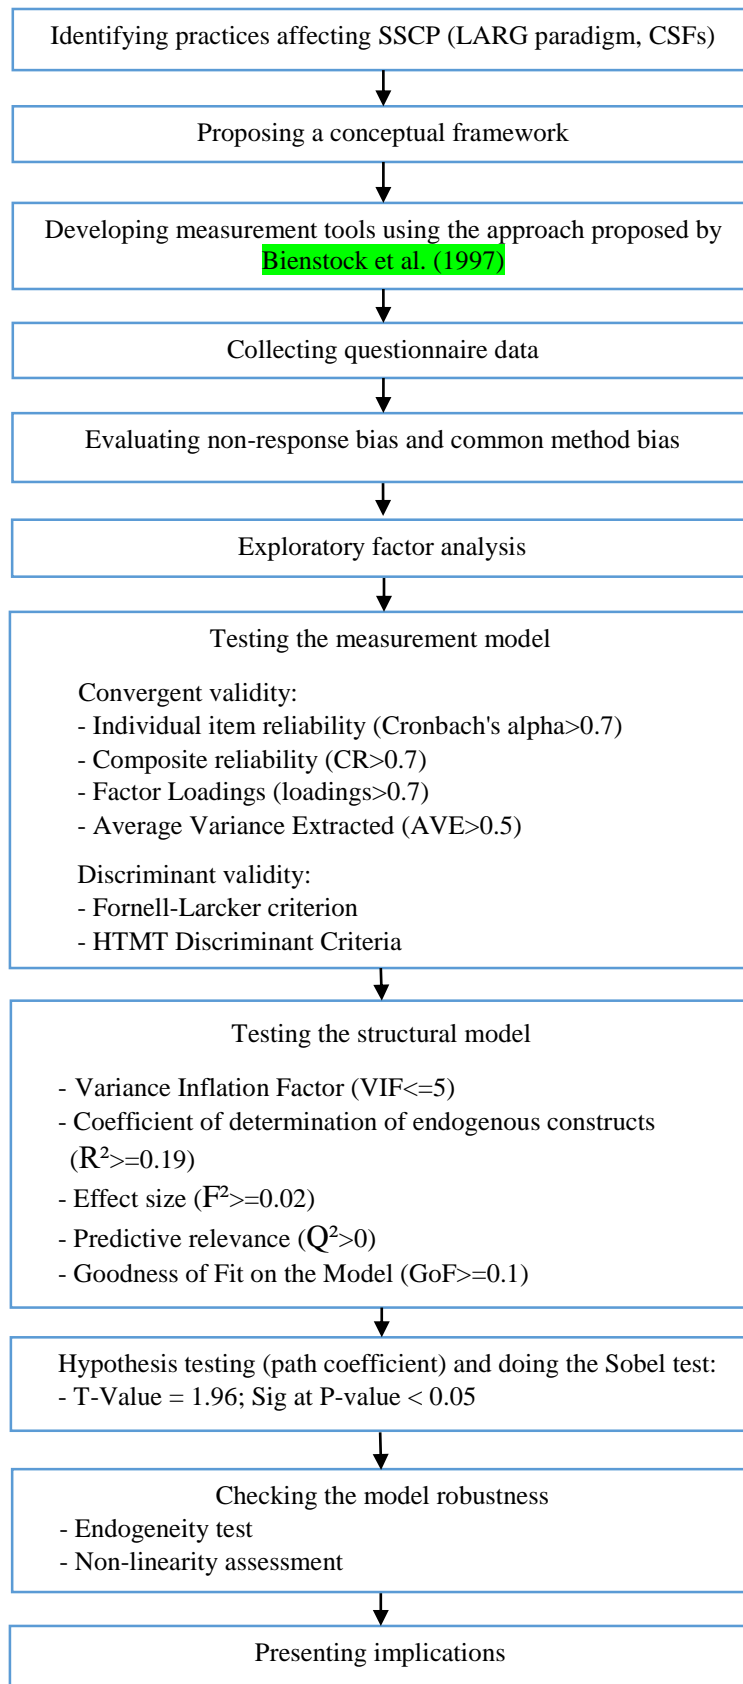 Identifying practices affecting SSCP (LARG paradigm, CSFs)
Proposing a conceptual framework
Developing measurement tools using the approach proposed by
Bienstock et al. (1997)
Collecting questionnaire data
Evaluating non-response bias and common method bias
Exploratory factor analysis
Testing the measurement model
Convergent validity:
- Individual item reliability (Cronbach's alpha>0.7)
- Composite reliability (CR>0.7)
- Factor Loadings (loadings>0.7)
- Average Variance Extracted (AVE>0.5)
Discriminant validity:
- Fornell-Larcker criterion
- HTMT Discriminant Criteria
Testing the structural model
- Variance Inflation Factor (VIF<=5)
- Coefficient of determination of endogenous constructs
(R²>=0.19)
- Effect size (F²>=0.02)
- Predictive relevance (Q²>0)
- Goodness of Fit on the Model (GoF>=0.1)
Hypothesis testing (path coefficient) and doing the Sobel test:
- T-Value = 1.96; Sig at P-value < 0.05
Checking the model robustness
- Endogeneity test
- Non-linearity assessment
Presenting implications